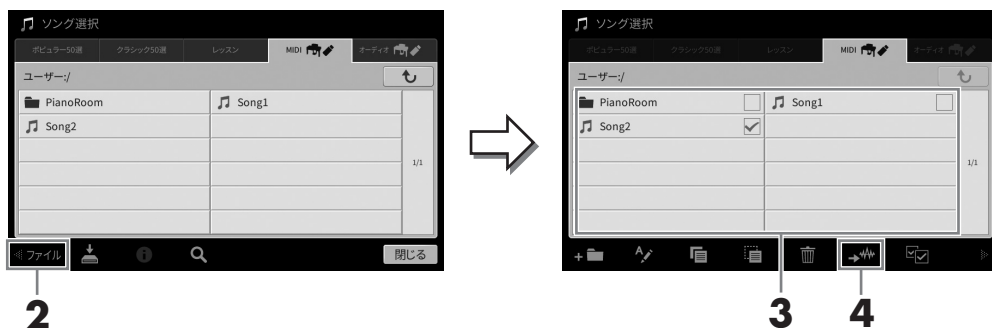 ソング選択
ポピュラー50選 クラシック50選 レッスン MIDI オーディオ
ユーザー:/
PianoRoom Song1
Song2
1/1
ファイル 閉じる
2
ソング選択
ポピュラー50選 クラシック50選 レッスン MIDI オーディオ
ユーザー:/
PianoRoom Song1
Song2
1/1
3 4